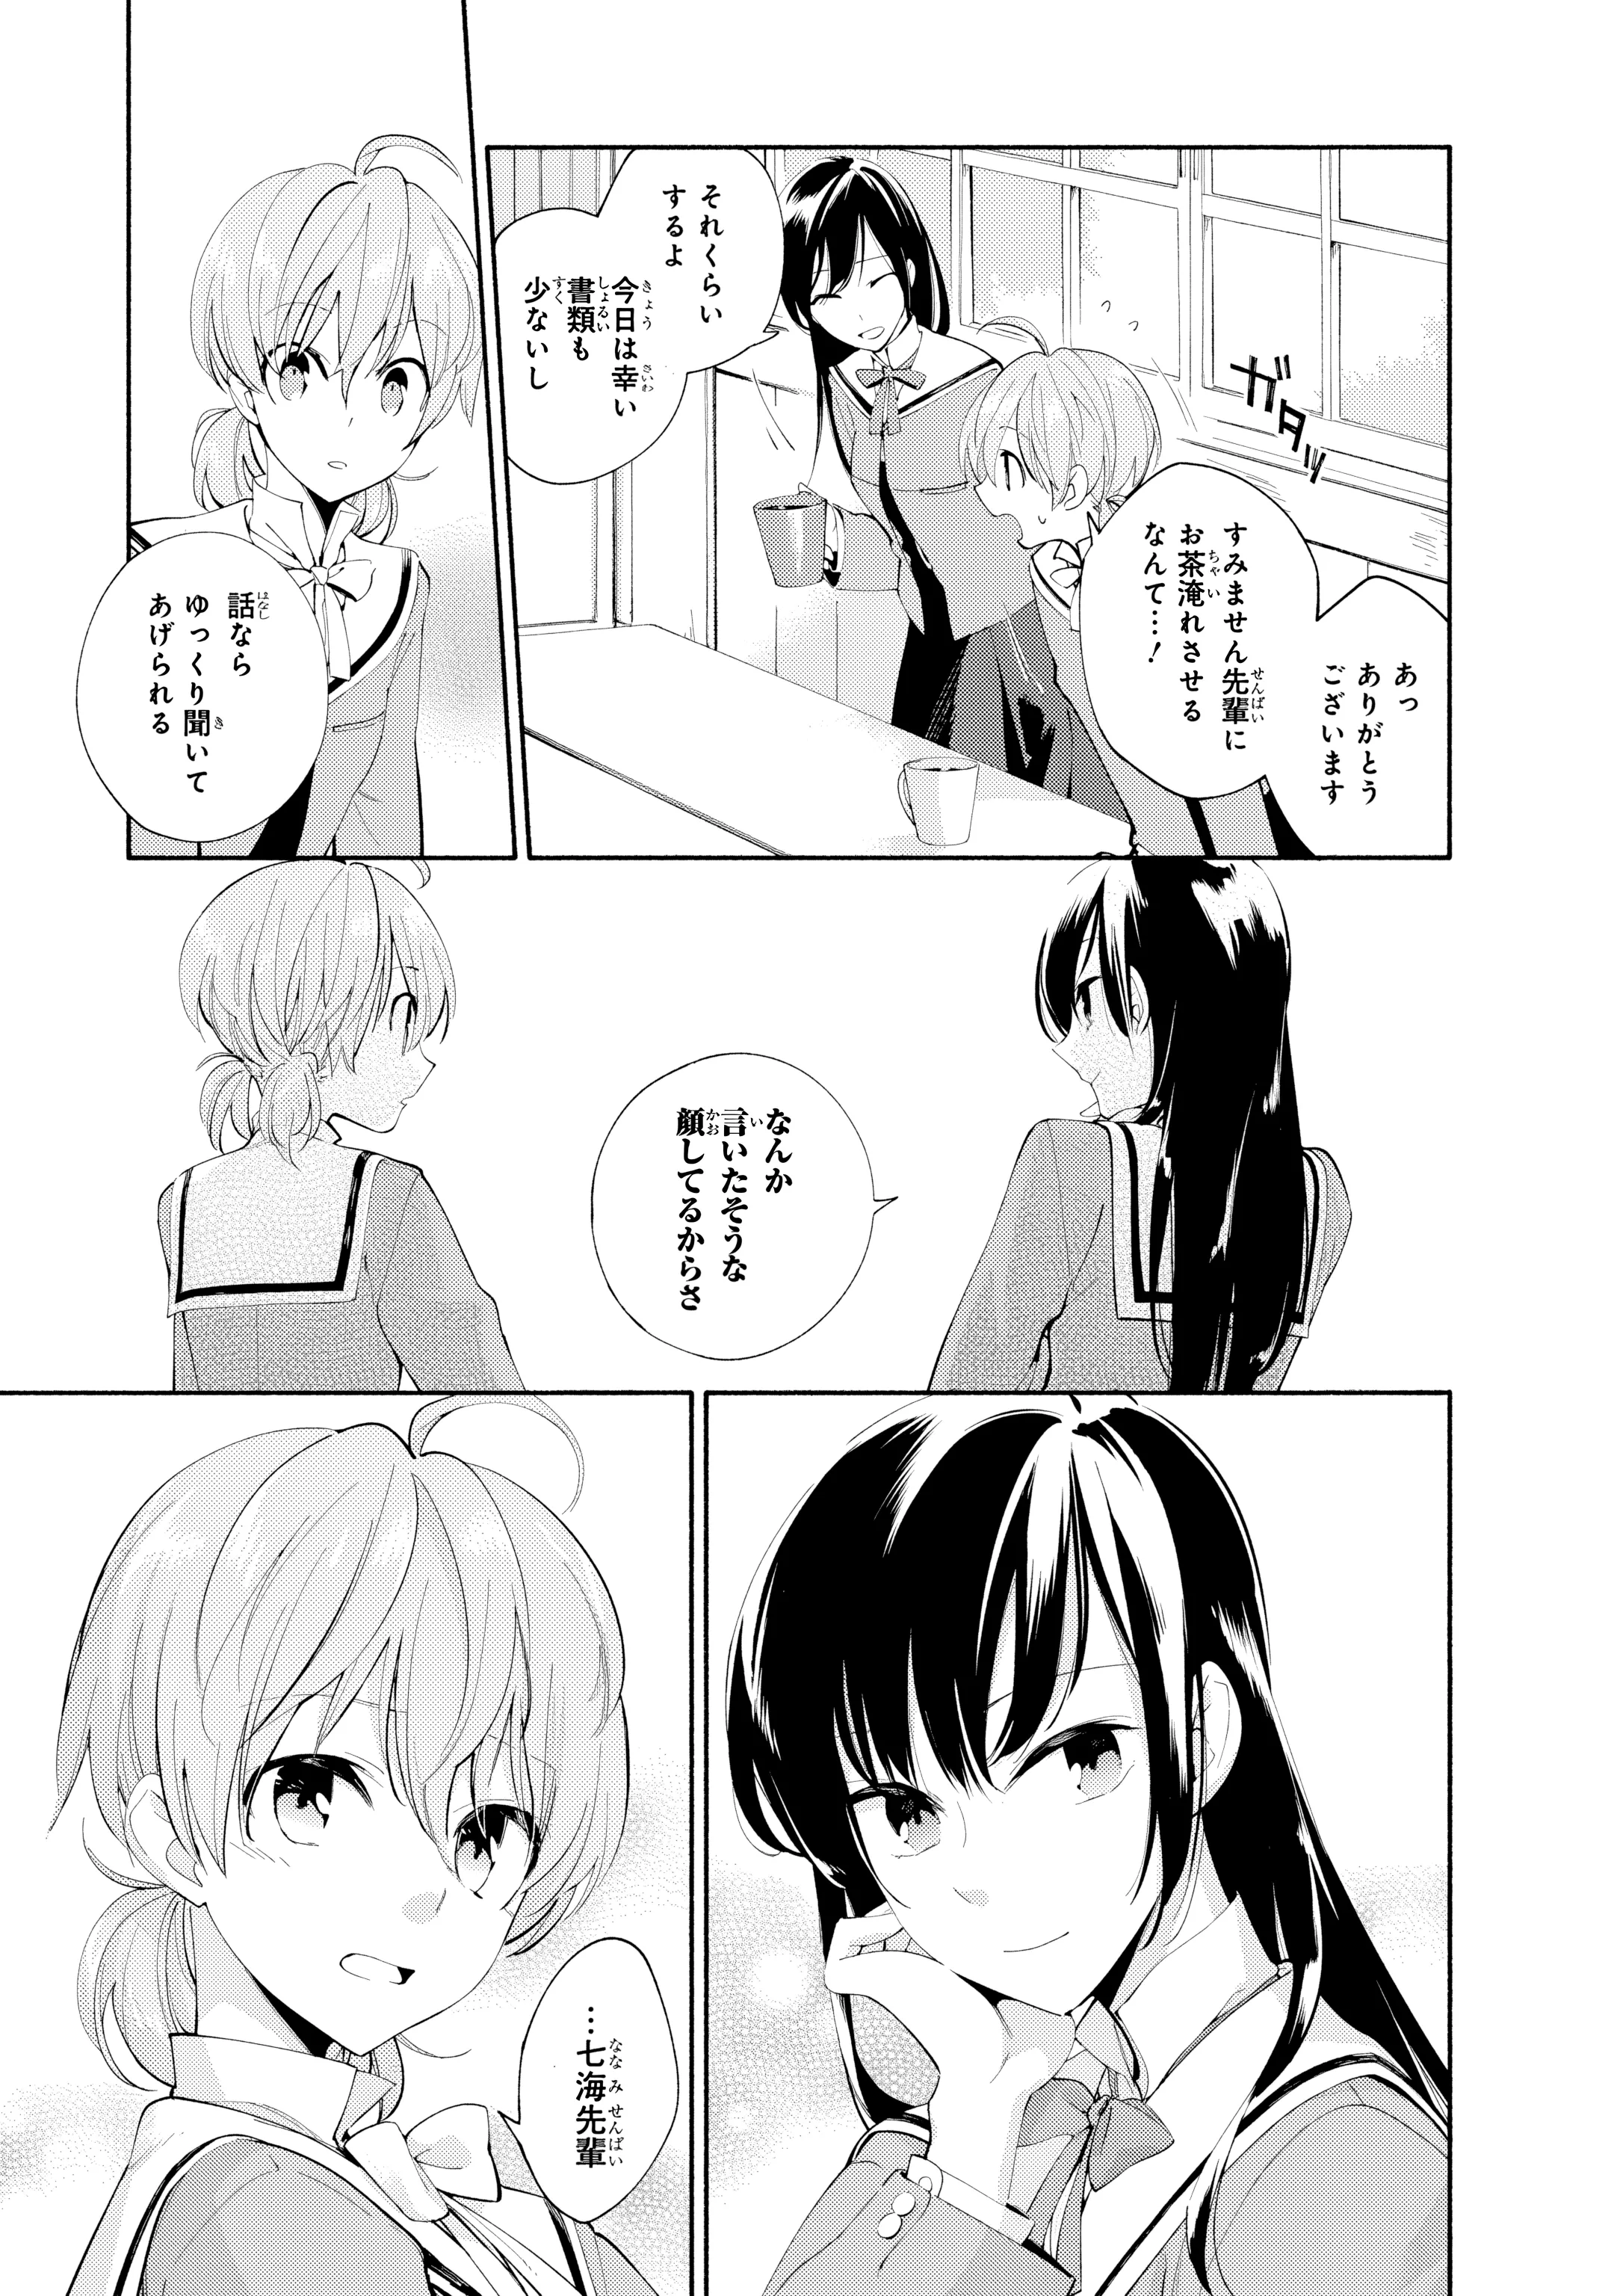 あっ
ありがとう
ございます
すみません先輩に
お茶淹れさせる
なんて…！
ガタッ
それくらい
するよ
今日は幸い
書類も
少ないし
話なら
ゆっくり聞いて
あげられる
なんか
言いたそうな
顔してるからさ
…七海先輩